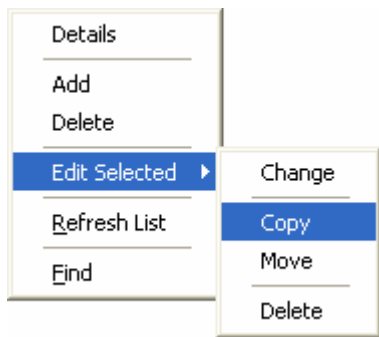 Details
Add
Delete
Edit Selected
Refresh List
Find
Change
Copy
Move
Delete